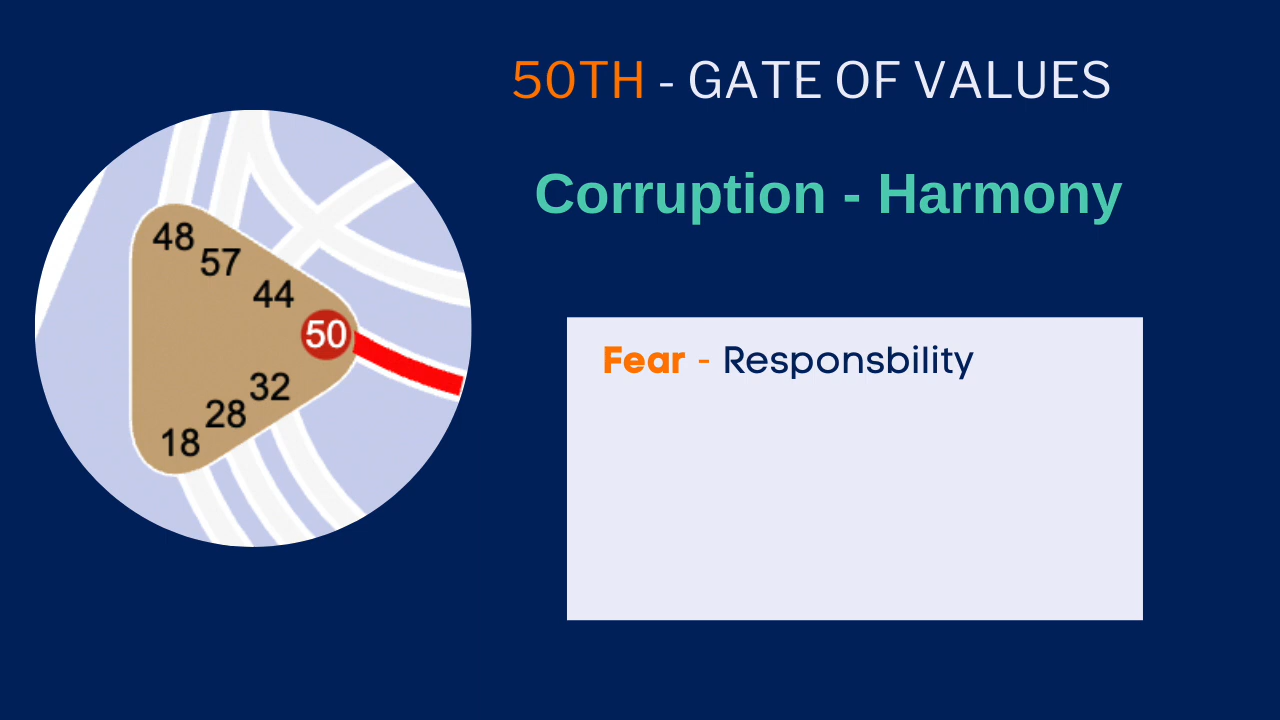 50TH - GATE OF VALUES
Corruption - Harmony
48
57
44
50
32
28
18
Fear - Responsbility